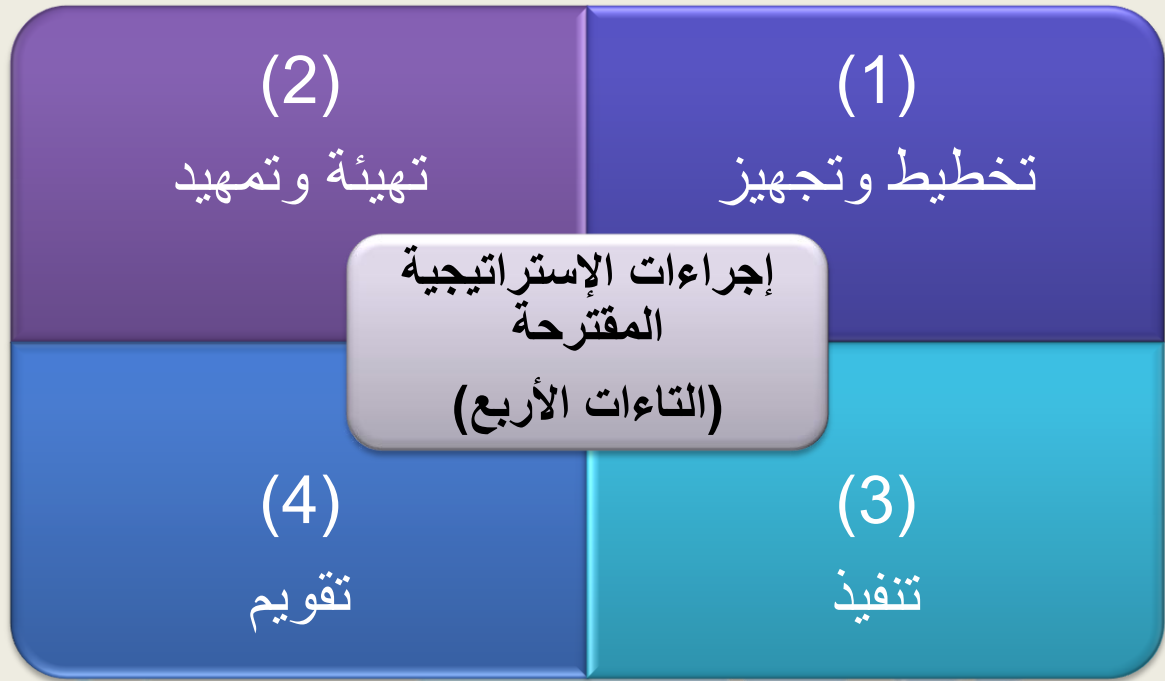 (1)
تخطيط وتجهيز
(2)
تهيئة وتمهيد
إجراءات الإستراتيجية
المقترحة
(التاءات الأربع)
(3)
تنفيذ
(4)
تقويم